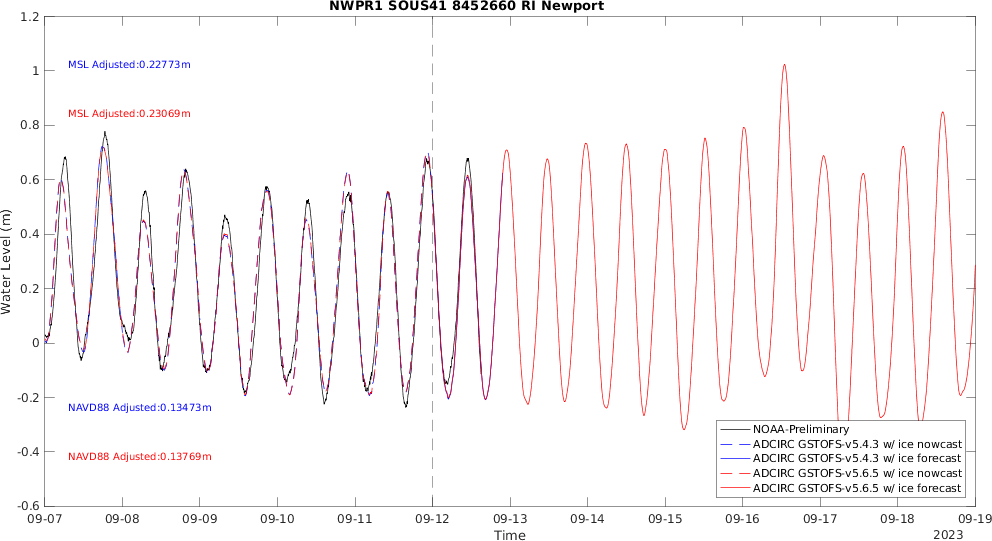 NWPR1 SOUS41 8452660 RI Newport
1.2
1
0.8
0.6
0.4
0.2
0
-0.2
-0.4
-0.6
Water Level (m)
MSL Adjusted:0.22773m
MSL Adjusted:0.23069m
NAVD88 Adjusted:0.13473m
NAVD88 Adjusted:0.13769m
NOAA-Preliminary
ADCIRC GSTOFS-v5.4.3 w/ ice nowcast
ADCIRC GSTOFS-v5.4.3 w/ ice forecast
ADCIRC GSTOFS-v5.6.5 w/ ice nowcast
ADCIRC GSTOFS-v5.6.5 w/ ice forecast
09-07 09-08 09-09 09-10 09-11 09-12 09-13 09-14 09-15 09-16 09-17 09-18 09-19
Time
2023